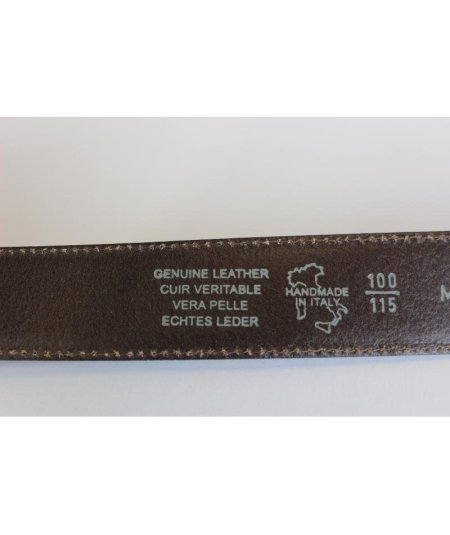 GENUINE LEATHER
CUIR VERITABLE
VERA PELLE
ECHTES LEDER
HANDMADE
IN ITALY
100
115
M